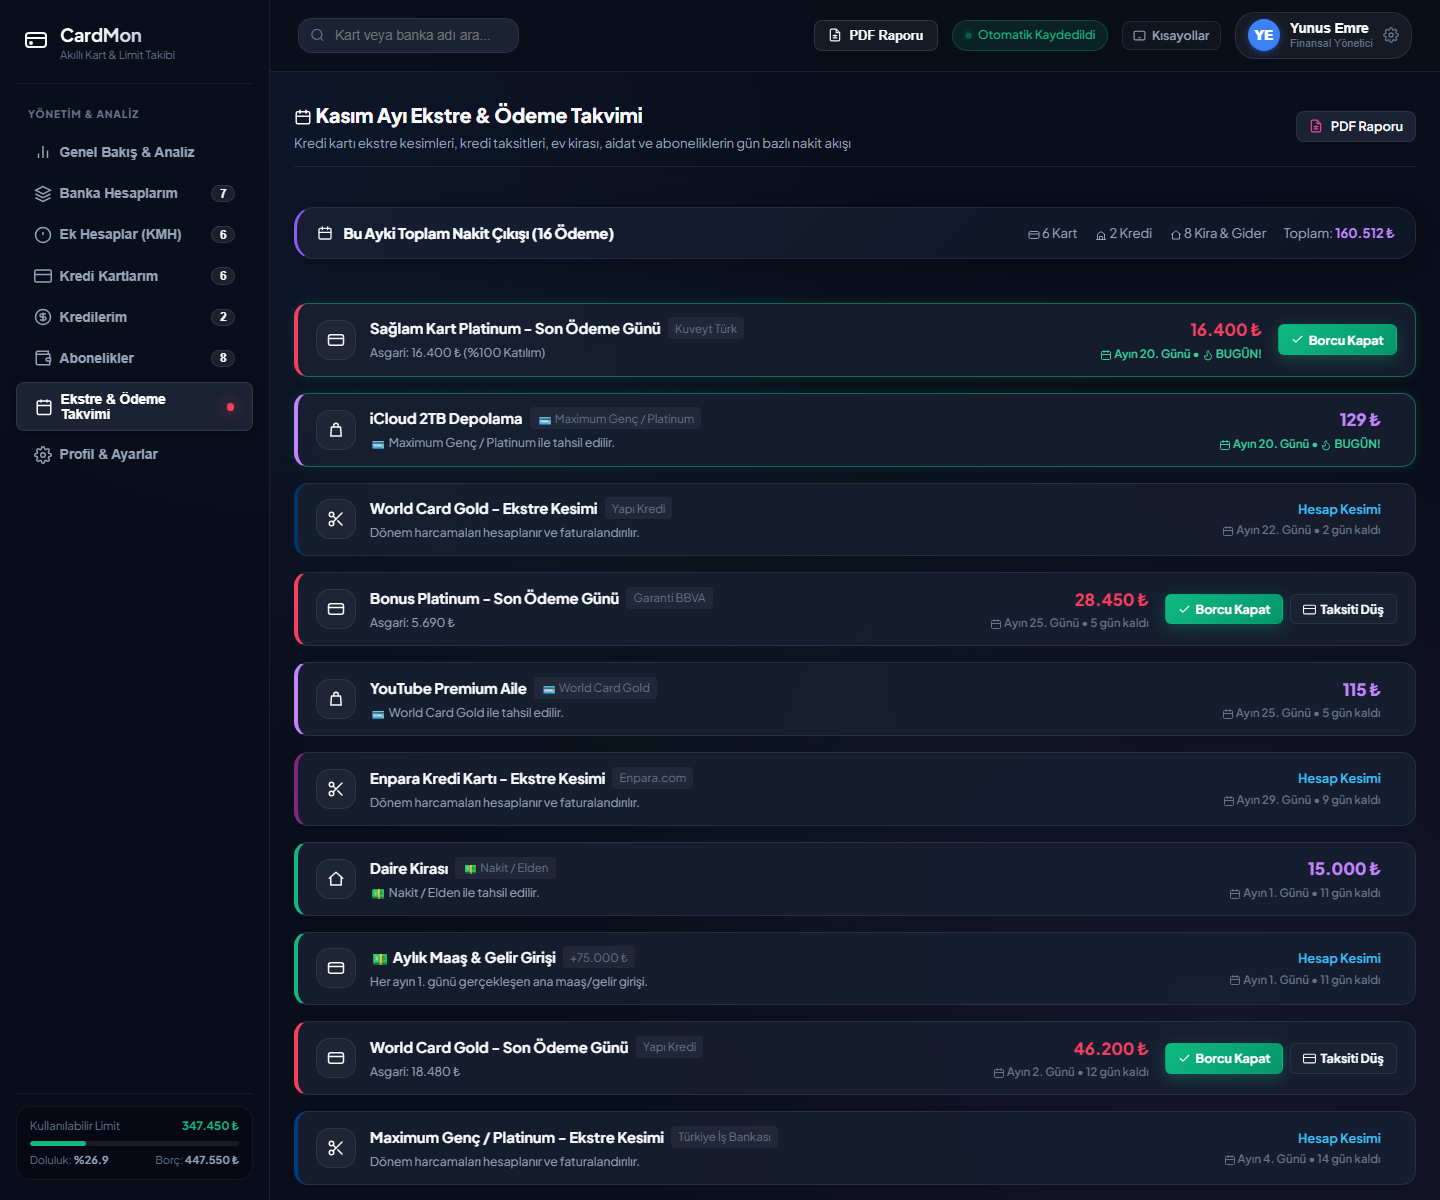 CardMon
Akıllı Kart & Limit Takibi
Kart veya banka adı ara...
PDF Raporu
Otomatik Kaydedildi
Kısayollar
YE
Yunus Emre
Finansal Yönetici
YÖNETİM & ANALİZ
Genel Bakış & Analiz
Banka Hesaplarım 7
Ek Hesaplar (KMH) 6
Kredi Kartlarım 6
Kredilerim 2
Abonelikler 8
Ekstre & Ödeme
Takvimi
Profil & Ayarlar
Kullanılabilir Limit 347.450 ₺
Doluluk: %26.9 Borç: 447.550 ₺
Kasım Ayı Ekstre & Ödeme Takvimi
Kredi kartı ekstre kesimleri, kredi taksitleri, ev kirası, aidat ve aboneliklerin gün bazlı nakit akışı
PDF Raporu
Bu Ayki Toplam Nakit Çıkışı (16 Ödeme)
6 Kart 2 Kredi 8 Kira & Gider Toplam: 160.512 ₺
Sağlam Kart Platinum - Son Ödeme Günü Kuveyt Türk
Asgari: 16.400 ₺ (%100 Katılım)
16.400 ₺
Ayın 20. Günü • BUGÜN!
Borcu Kapat
iCloud 2TB Depolama Maximum Genç / Platinum
Maximum Genç / Platinum ile tahsil edilir.
129 ₺
Ayın 20. Günü • BUGÜN!
World Card Gold - Ekstre Kesimi Yapı Kredi
Dönem harcamaları hesaplanır ve faturalandırılır.
Hesap Kesimi
Ayın 22. Günü • 2 gün kaldı
Bonus Platinum - Son Ödeme Günü Garanti BBVA
Asgari: 5.690 ₺
28.450 ₺
Ayın 25. Günü • 5 gün kaldı
Borcu Kapat
Taksiti Düş
YouTube Premium Aile World Card Gold
World Card Gold ile tahsil edilir.
115 ₺
Ayın 25. Günü • 5 gün kaldı
Enpara Kredi Kartı - Ekstre Kesimi Enpara.com
Dönem harcamaları hesaplanır ve faturalandırılır.
Hesap Kesimi
Ayın 29. Günü • 9 gün kaldı
Daire Kirası Nakit / Elden
Nakit / Elden ile tahsil edilir.
15.000 ₺
Ayın 1. Günü • 11 gün kaldı
Aylık Maaş & Gelir Girişi +75.000 ₺
Her ayın 1. günü gerçekleşen ana maaş/gelir girişi.
Hesap Kesimi
Ayın 1. Günü • 11 gün kaldı
World Card Gold - Son Ödeme Günü Yapı Kredi
Asgari: 18.480 ₺
46.200 ₺
Ayın 2. Günü • 12 gün kaldı
Borcu Kapat
Taksiti Düş
Maximum Genç / Platinum - Ekstre Kesimi Türkiye İş Bankası
Dönem harcamaları hesaplanır ve faturalandırılır.
Hesap Kesimi
Ayın 4. Günü • 14 gün kaldı